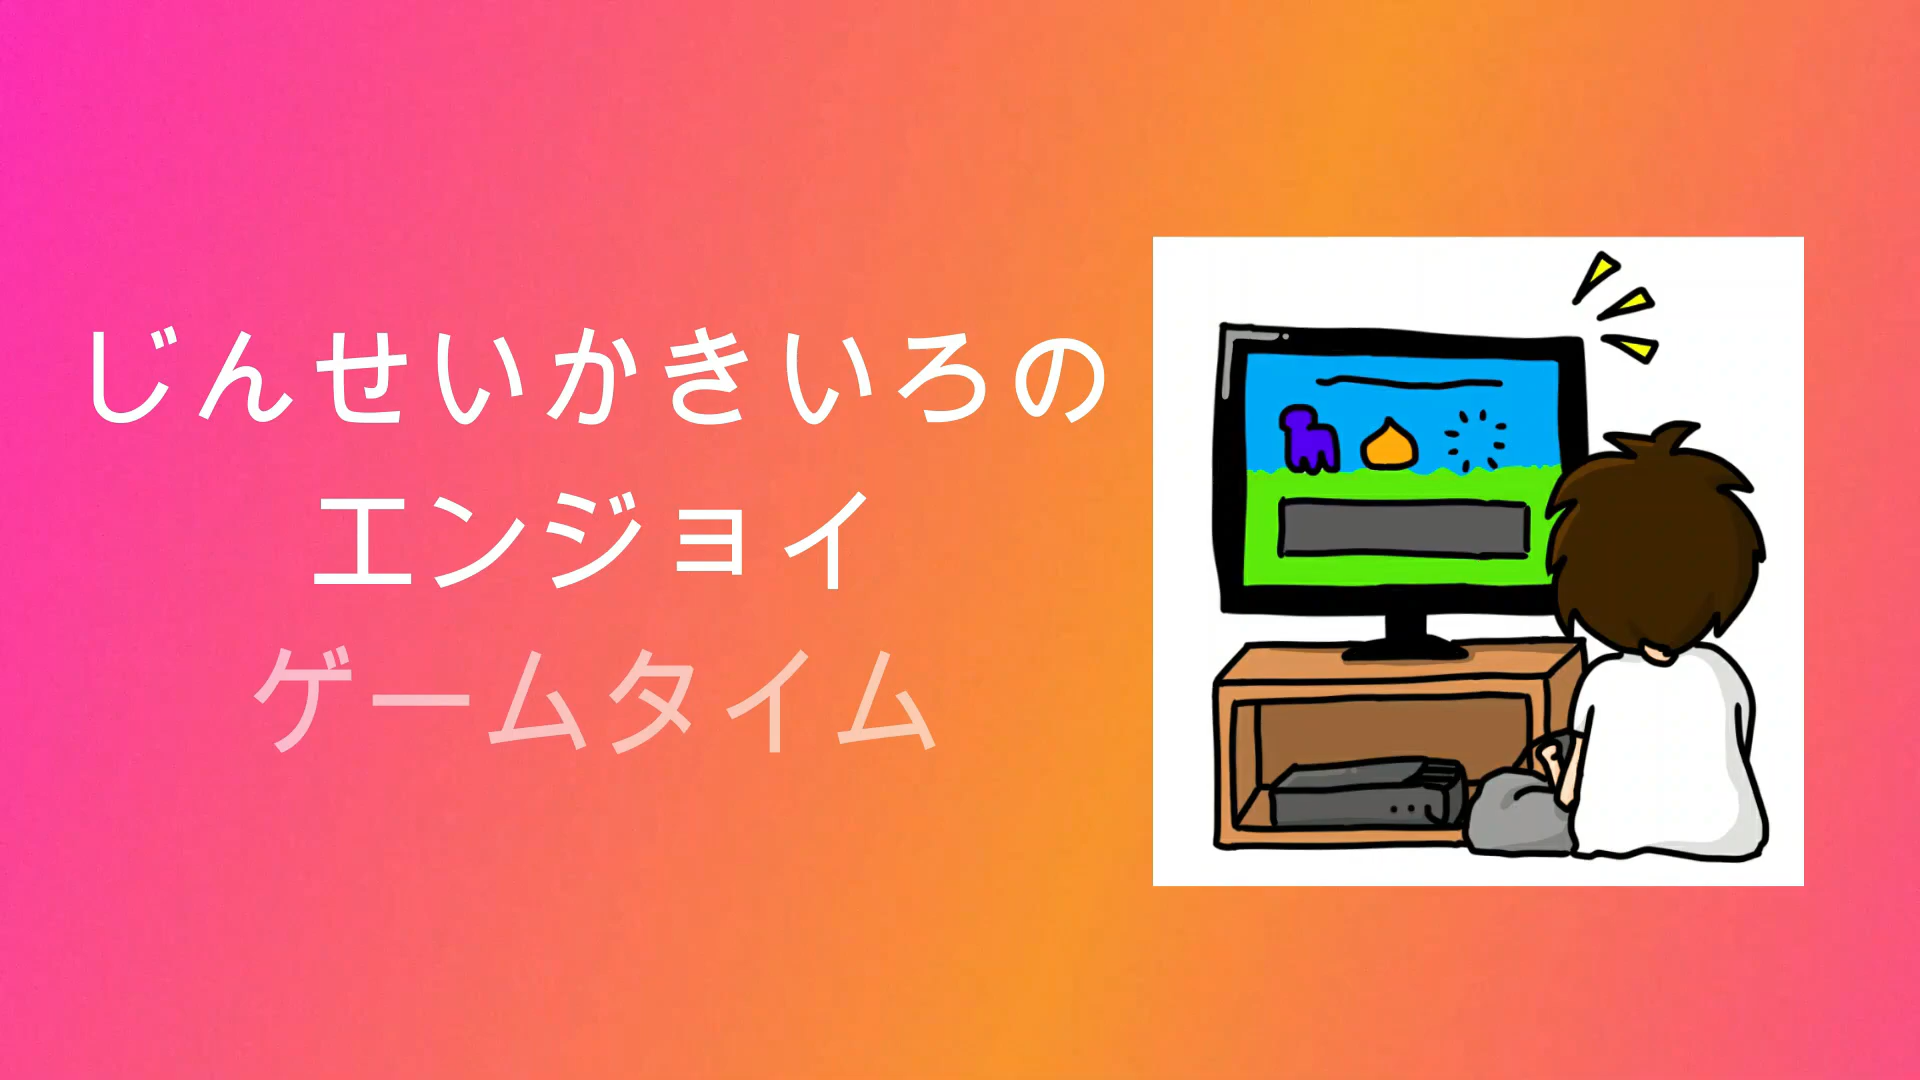 じんせいかきいろの
エンジョイ
ゲームタイム